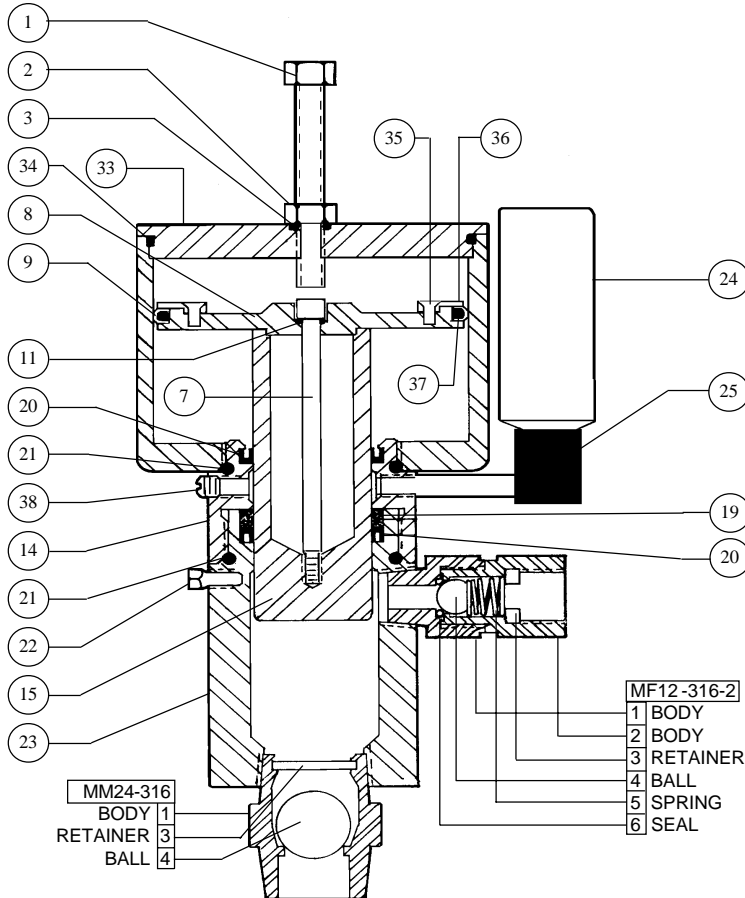 1
2
3
35
36
34
33
8
24
9
11
37
7
25
20
21
38
19
14
20
21
22
15
23
MF12-316-2
1 BODY
2 BODY
3 RETAINER
4 BALL
5 SPRING
6 SEAL
MM24-316
BODY 1
RETAINER 3
BALL 4